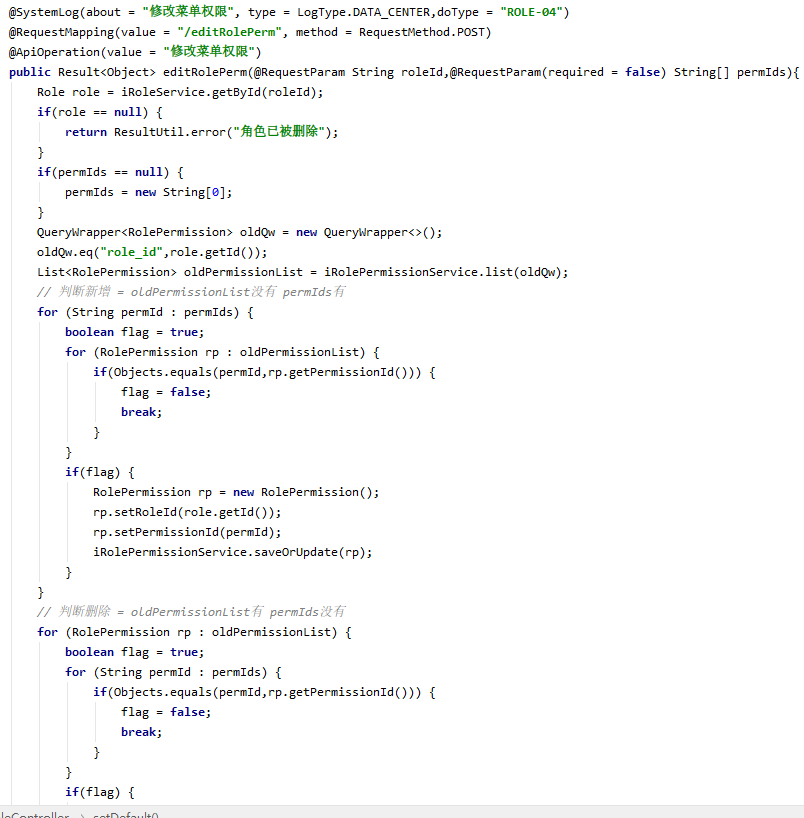 @SystemLog(about = "修改菜单权限", type = LogType.DATA_CENTER,doType = "ROLE-04")
@RequestMapping(value = "/editRolePerm", method = RequestMethod.POST)
@ApiOperation(value = "修改菜单权限")
public Result<Object> editRolePerm(@RequestParam String roleId,@RequestParam(required = false) String[] permIds){
    Role role = iRoleService.getById(roleId);
    if(role == null) {
        return ResultUtil.error("角色已被删除");
    }
    if(permIds == null) {
        permIds = new String[0];
    }
    QueryWrapper<RolePermission> oldQw = new QueryWrapper<>();
    oldQw.eq("role_id",role.getId());
    List<RolePermission> oldPermissionList = iRolePermissionService.list(oldQw);
    // 判断新增 = oldPermissionList没有 permIds有
    for (String permId : permIds) {
        boolean flag = true;
        for (RolePermission rp : oldPermissionList) {
            if(Objects.equals(permId,rp.getPermissionId())) {
                flag = false;
                break;
            }
        }
        if(flag) {
            RolePermission rp = new RolePermission();
            rp.setRoleId(role.getId());
            rp.setPermissionId(permId);
            iRolePermissionService.saveOrUpdate(rp);
        }
    }
    // 判断删除 = oldPermissionList有 permIds没有
    for (RolePermission rp : oldPermissionList) {
        boolean flag = true;
        for (String permId : permIds) {
            if(Objects.equals(permId,rp.getPermissionId())) {
                flag = false;
                break;
            }
        }
        if(flag) {
leController > setDefault()